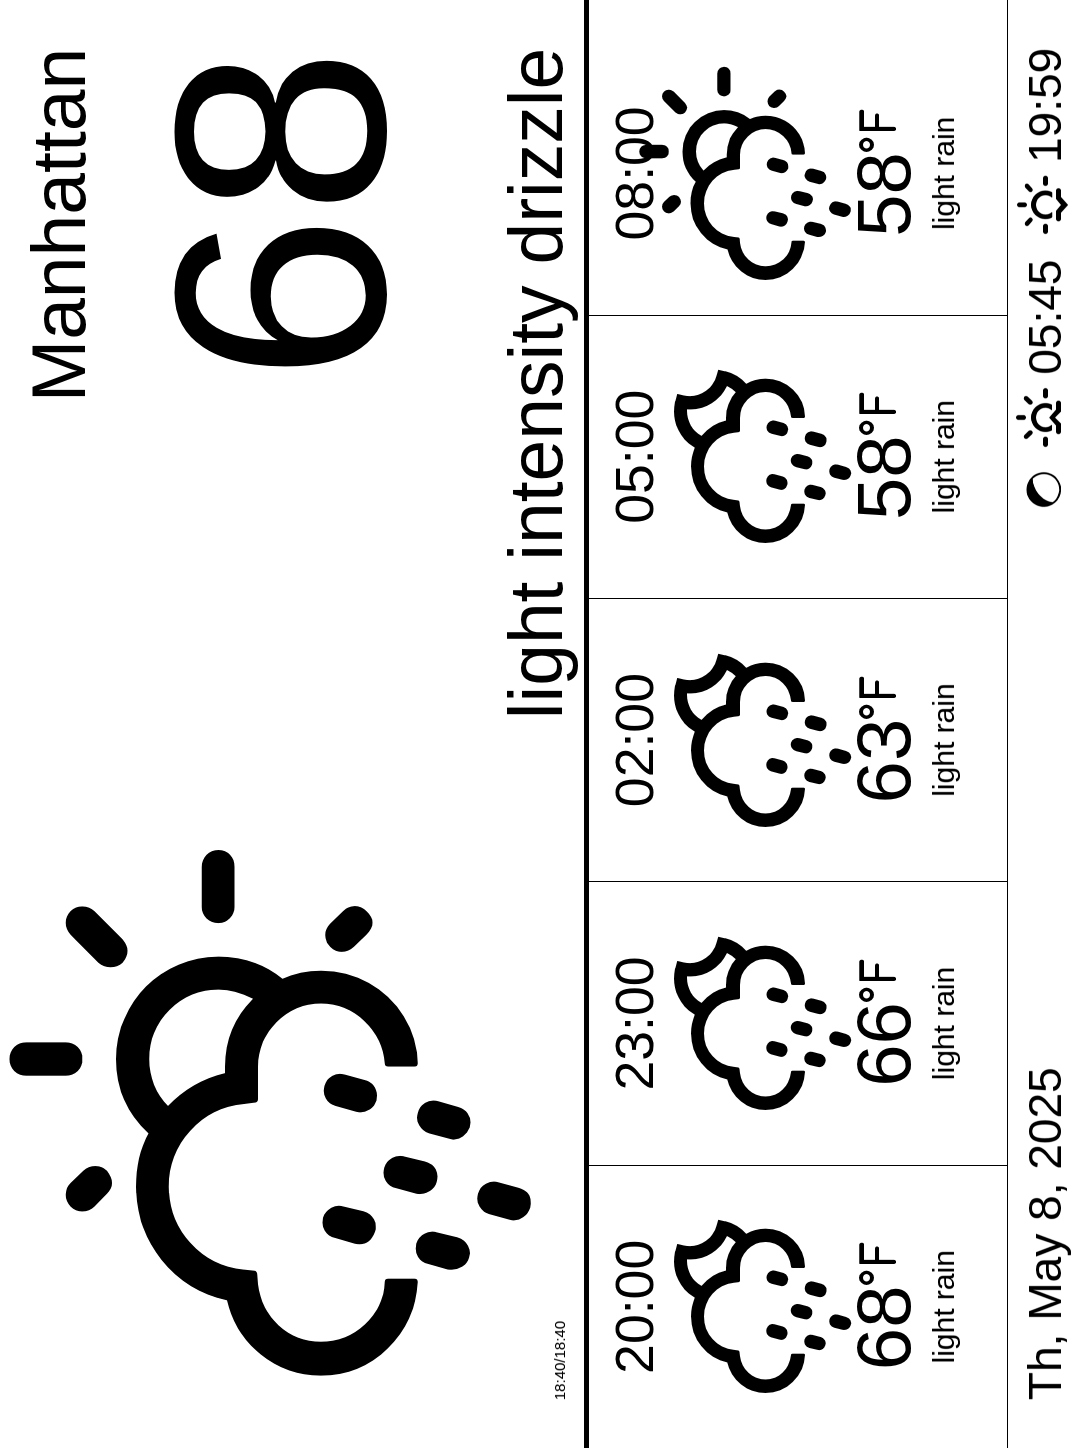 Manhattan
68
light intensity drizzle
18:40/18:40
20:00
68°F
light rain
23:00
66°F
light rain
02:00
63°F
light rain
05:00
58°F
light rain
08:00
58°F
light rain
Th, May 8, 2025
05:45 19:59